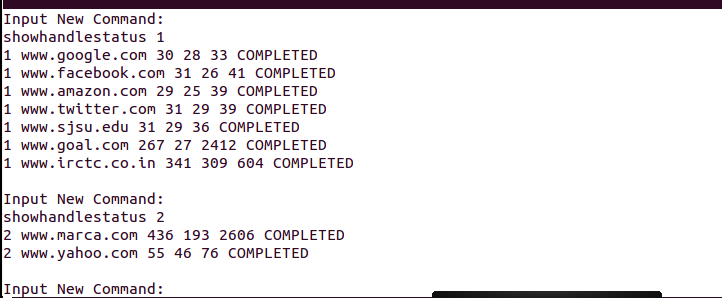 Input New Command:
showhandlestatus 1
1 www.google.com 30 28 33 COMPLETED
1 www.facebook.com 31 26 41 COMPLETED
1 www.amazon.com 29 25 39 COMPLETED
1 www.twitter.com 31 29 39 COMPLETED
1 www.sjsu.edu 31 29 36 COMPLETED
1 www.goal.com 267 27 2412 COMPLETED
1 www.irctc.co.in 341 309 604 COMPLETED
Input New Command:
showhandlestatus 2
2 www.marca.com 436 193 2606 COMPLETED
2 www.yahoo.com 55 46 76 COMPLETED
Input New Command: